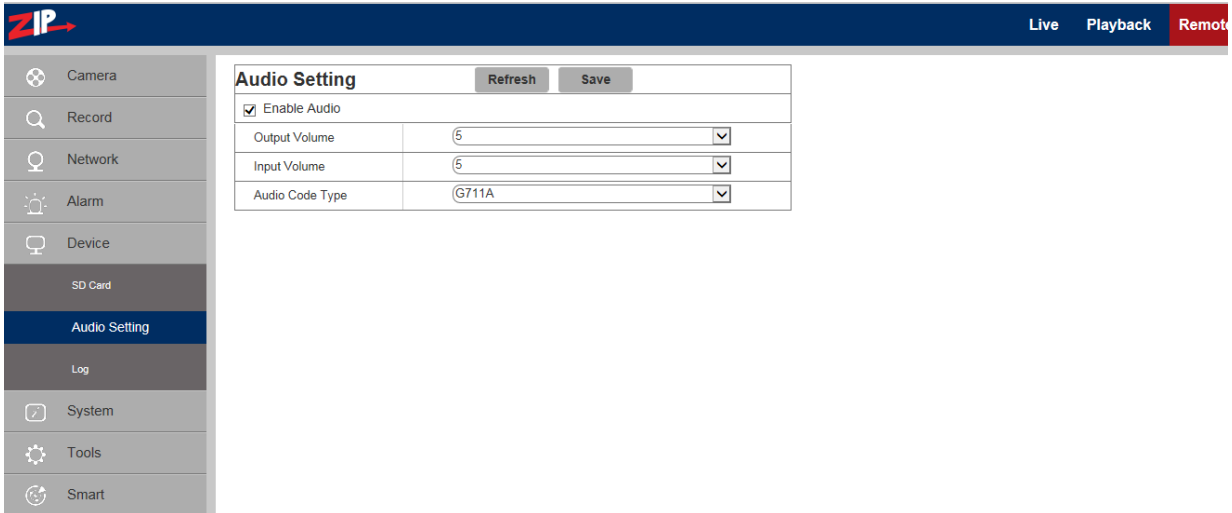 ZIP
Live Playback Remote
Camera
Record
Network
Alarm
Device
SD Card
Audio Setting
Log
System
Tools
Smart
Audio Setting Refresh Save
Enable Audio
Output Volume 5
Input Volume 5
Audio Code Type G711A